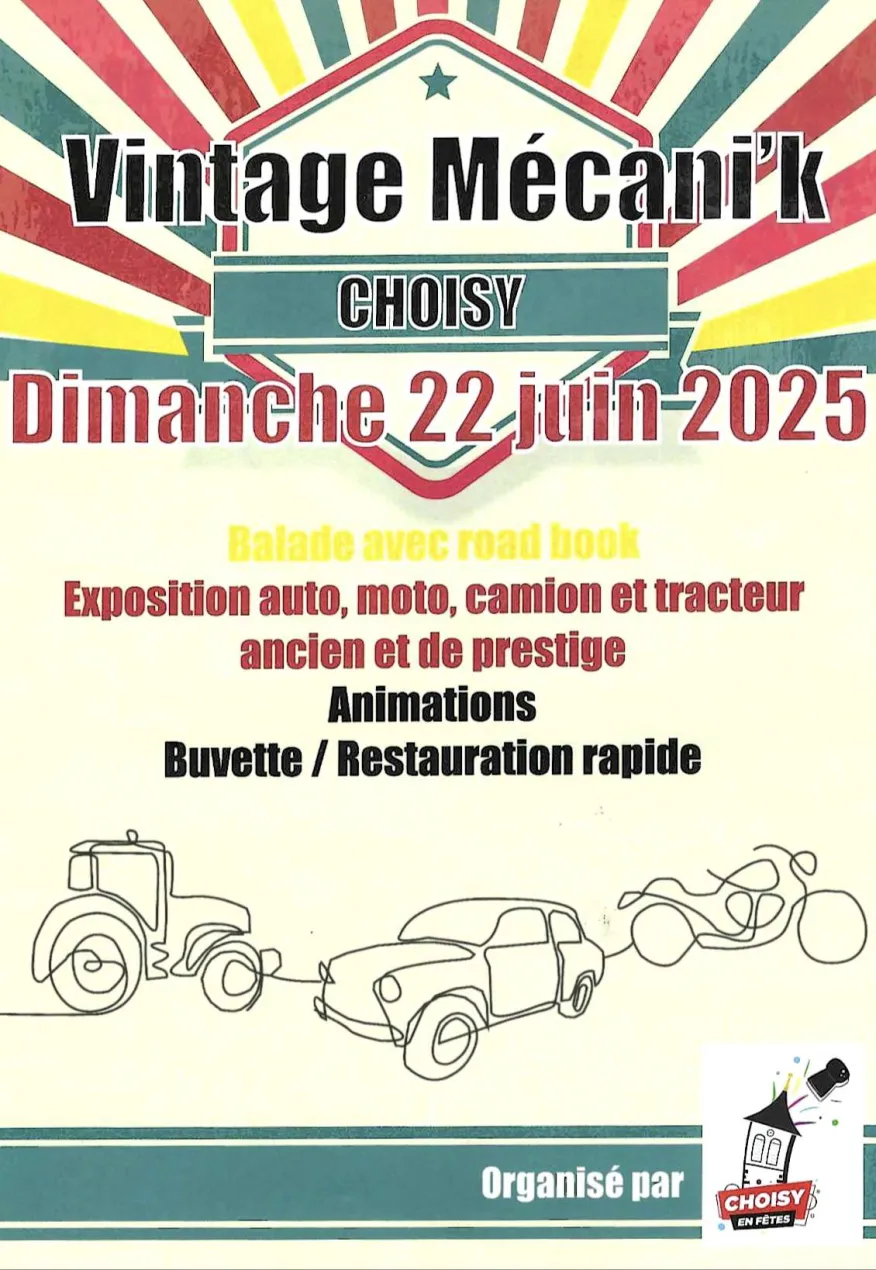 Vintage Mécani'k
CHOISY
Dimanche 22 juin 2025
Balade avec road book
Exposition auto, moto, camion et tracteur
ancien et de prestige
Animations
Buvette / Restauration rapide
Organisé par
CHOISY
EN FÊTES